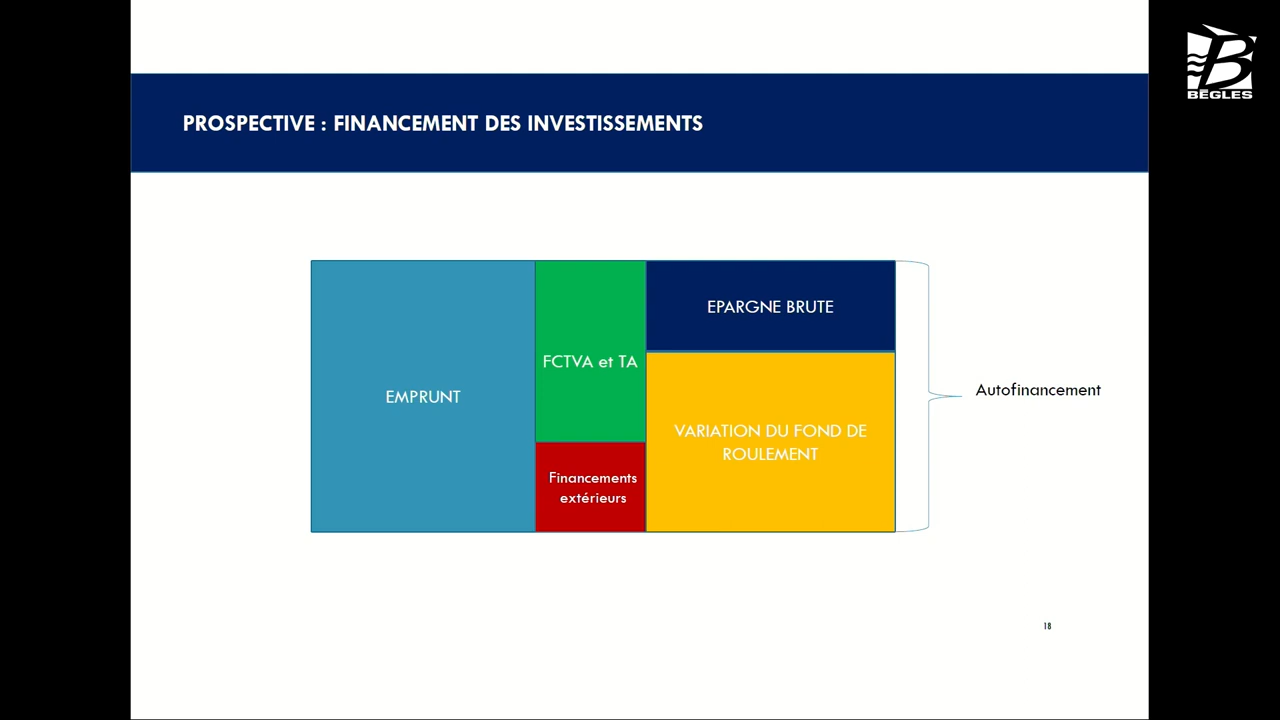 B
BÈGLES
PROSPECTIVE : FINANCEMENT DES INVESTISSEMENTS
EMPRUNT
FCTVA et TA
Financements
extérieurs
EPARGNE BRUTE
VARIATION DU FOND DE
ROULEMENT
Autofinancement
18